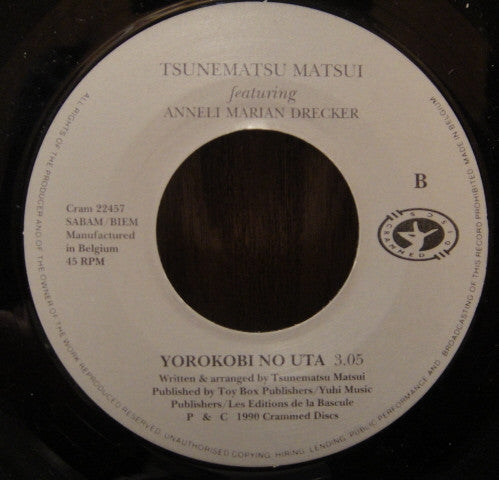 TSUNEMATSU MATSUI
featuring
ANNELI MARIAN DRECKER
B
Cram 22457
SABAM/BIEM
Manufactured
in Belgium
45 RPM
CRAMMED DISCS
YOROKOBI NO UTA 3.05
Written & arranged by Tsunematsu Matsui
Published by Toy Box Publishers/Yuhi Music
Publishers/Les Editions de la Bascule
P & C 1990 Crammed Discs
ALL RIGHTS OF THE PRODUCER AND OF THE OWNER OF THE WORK REPRODUCED RESERVED. UNAUTHORISED COPYING, HIRING, LENDING, PUBLIC PERFORMANCE AND BROADCASTING OF THIS RECORD PROHIBITED MADE IN BELGIUM